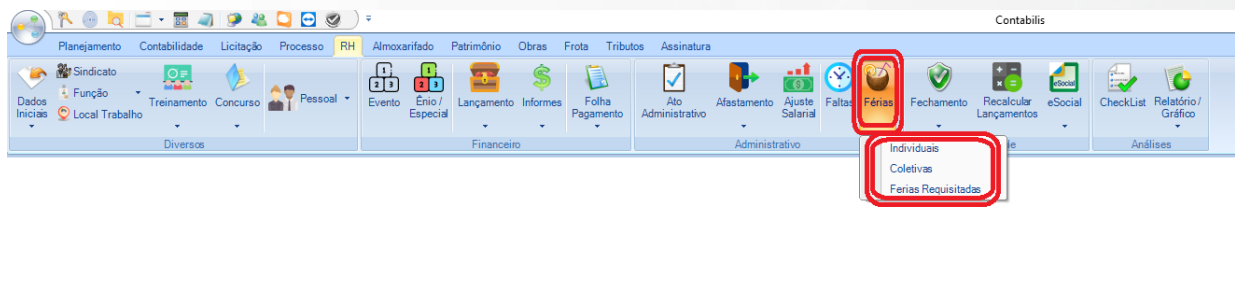 Contabilis
Planejamento Contabilidade Licitação Processo RH Almoxarifado Patrimônio Obras Frota Tributos Assinatura
Dados Iniciais
Sindicato
Função
Local Trabalho
Treinamento
Concurso
Pessoal
Evento
Ênio / Especial
Lançamento
Informes
Folha Pagamento
Ato Administrativo
Afastamento
Ajuste Salarial
Faltas
Férias
Fechamento
Recalcular Lançamentos
eSocial
eSocial
CheckList
Relatório / Gráfico
Diversos Financeiro Administrativo Análises
Individuais
Coletivas
Ferias Requisitadas